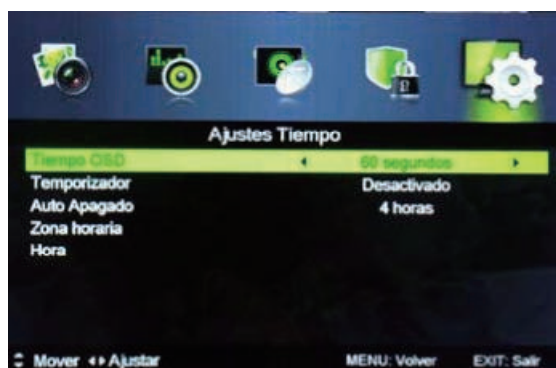 Ajustes Tiempo
Tiempo OSD 60 segundos
Temporizador Desactivado
Auto Apagado 4 horas
Zona horaria
Hora
Mover Ajustar MENU: Volver EXIT: Salir